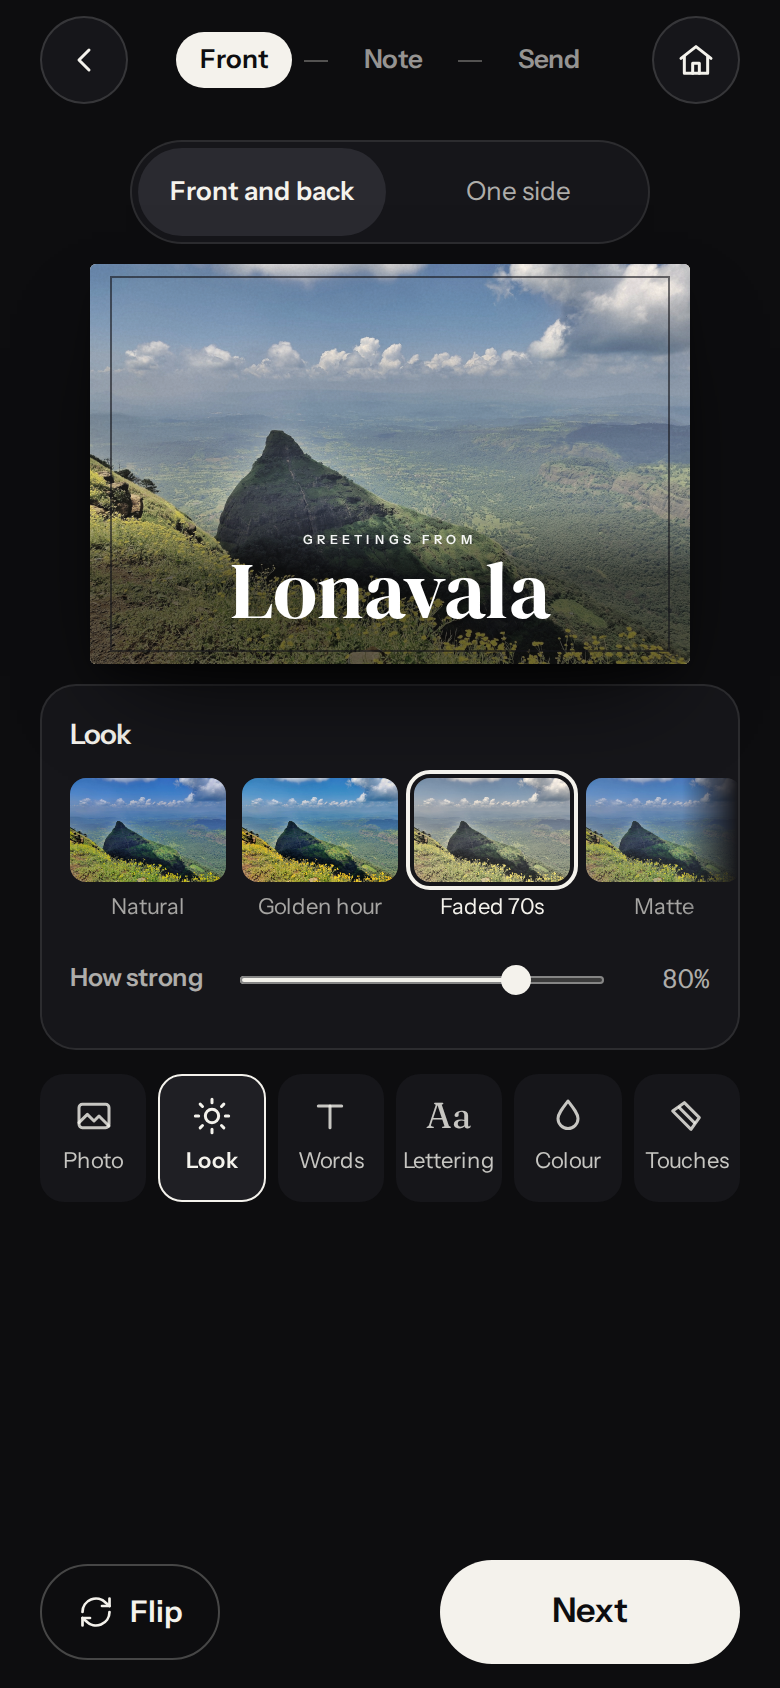 Front
Note
Send
Front and back
One side
GREETINGS FROM
Lonavala
Look
Natural
Golden hour
Faded 70s
Matte
How strong
80%
Photo
Look
Words
Aa
Lettering
Colour
Touches
Flip
Next